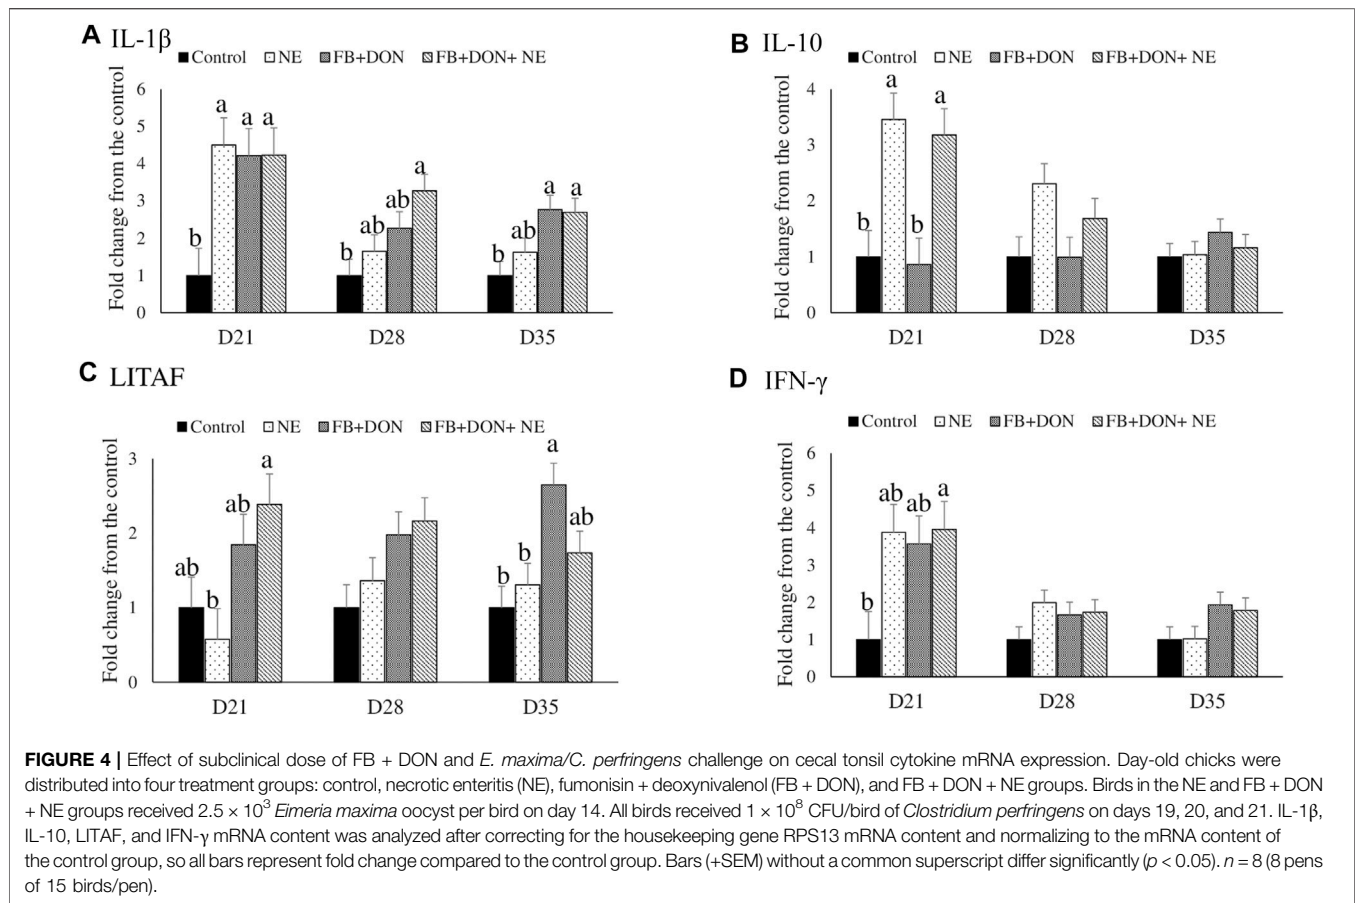 A IL-1β
Control NE FB+DON FB+DON+ NE
Fold change from the control
6
5
4
3
2
1
0
b a a a
b ab ab a
b ab a a
D21 D28 D35
B IL-10
Control NE FB+DON FB+DON+ NE
Fold change from the control
4
3
2
1
0
b a b a
D21 D28 D35
C LITAF
Control NE FB+DON FB+DON+ NE
Fold change from the control
3
2
1
0
ab b ab a
b b a ab
D21 D28 D35
D IFN-γ
Control NE FB+DON FB+DON+ NE
Fold change from the control
6
5
4
3
2
1
0
b ab ab a
D21 D28 D35
FIGURE 4 | Effect of subclinical dose of FB + DON and E. maxima/C. perfringens challenge on cecal tonsil cytokine mRNA expression. Day-old chicks were
distributed into four treatment groups: control, necrotic enteritis (NE), fumonisin + deoxynivalenol (FB + DON), and FB + DON + NE groups. Birds in the NE and FB + DON
+ NE groups received 2.5 × 10³ Eimeria maxima oocyst per bird on day 14. All birds received 1 × 10⁸ CFU/bird of Clostridium perfringens on days 19, 20, and 21. IL-1β,
IL-10, LITAF, and IFN-γ mRNA content was analyzed after correcting for the housekeeping gene RPS13 mRNA content and normalizing to the mRNA content of
the control group, so all bars represent fold change compared to the control group. Bars (+SEM) without a common superscript differ significantly (p < 0.05). n = 8 (8 pens
of 15 birds/pen).